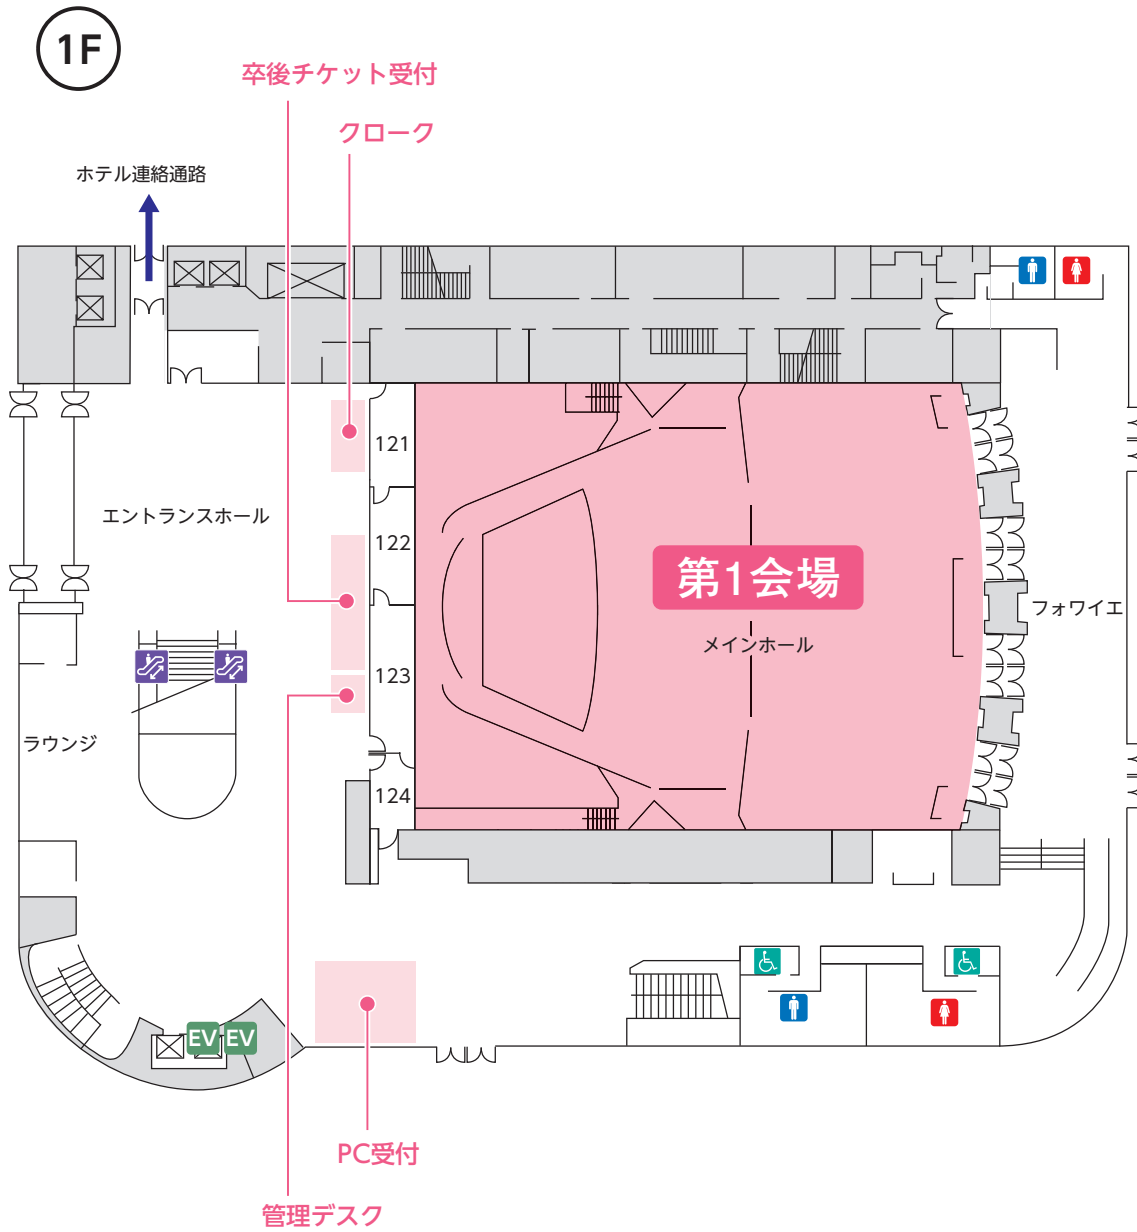 1F
卒後チケット受付
クローク
ホテル連絡通路
121
エントランスホール
122
第1会場
フォワイエ
メインホール
123
ラウンジ
124
EV EV
PC受付
管理デスク